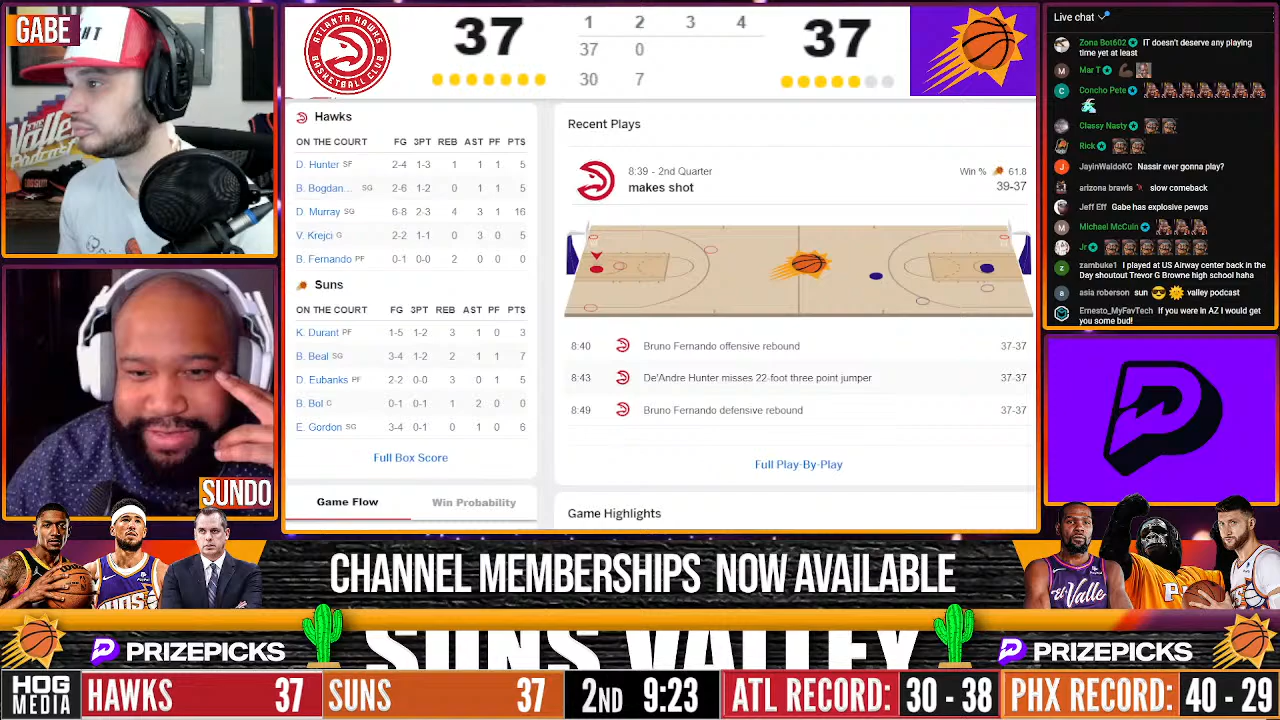 GABE
SUNDO
ATLANTA HAWKS
BASKETBALL CLUB
37
1 2 3 4
37 0
30 7
37
Hawks
ON THE COURT FG 3PT REB AST PF PTS
D. Hunter SF 2-4 1-3 1 1 1 5
B. Bogdan... SG 2-6 1-2 0 1 1 5
D. Murray SG 6-8 2-3 4 3 1 16
V. Krejci G 2-2 1-1 0 3 0 5
B. Fernando PF 0-1 0-0 2 0 0 0
Suns
ON THE COURT FG 3PT REB AST PF PTS
K. Durant PF 1-5 1-2 3 1 0 3
B. Beal SG 3-4 1-2 2 1 1 7
D. Eubanks PF 2-2 0-0 3 0 1 5
B. Bol C 0-1 0-1 1 2 0 0
E. Gordon SG 3-4 0-1 0 1 0 6
Full Box Score
Game Flow Win Probability
Recent Plays
8:39 - 2nd Quarter
makes shot
Win % 61.8
39-37
8:40 Bruno Fernando offensive rebound 37-37
8:43 De'Andre Hunter misses 22-foot three point jumper 37-37
8:49 Bruno Fernando defensive rebound 37-37
Full Play-By-Play
Game Highlights
Live chat
Zona Bot602 IT doesn't deserve any playing
time yet at least
Mar T
Concho Pete
Classy Nasty
Rick
JayinWaldoKC Nassir ever gonna play?
arizona brawls slow comeback
Jeff Eff Gabe has explosive pewps
Michael McCuin
Jr
zambuke1 I played at US Airway center back in the
Day shoutout Trevor G Browne high school haha
asia roberson sun 😎 ☀️ valley podcast
Ernesto_MyFavTech If you were in AZ I would get
you some bud!
CHANNEL MEMBERSHIPS NOW AVAILABLE
PRIZEPICKS
SUNS VALLEY
PRIZEPICKS
HOG
MEDIA
HAWKS 37 SUNS 37 2ND 9:23 ATL RECORD: 30 - 38 PHX RECORD: 40 - 29